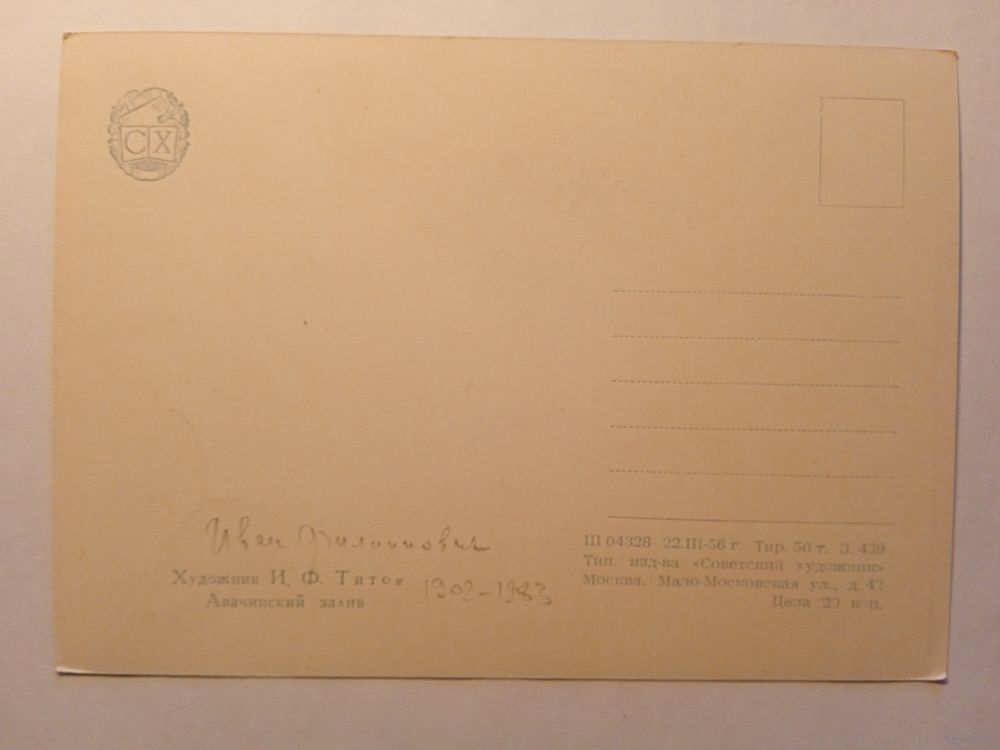 СХ
Иван Филиппович
Художник И. Ф. Титов 1902-1983
Авачинский залив
Ш 04328 22.III-56 г. Тир. 50 т. З. 439
Тип. изд-ва «Советский художник»
Москва, Мало-Московская ул., д. 42
Цена 20 коп.